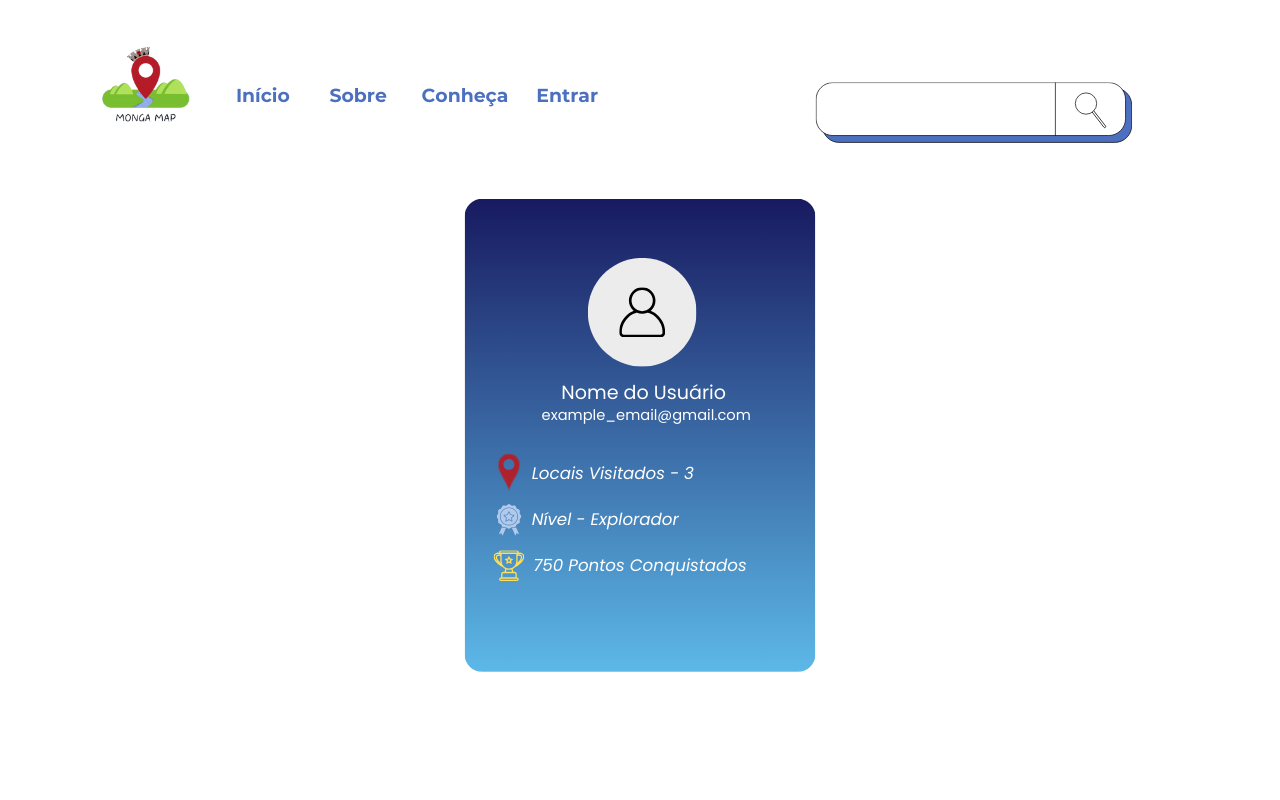 MONGA MAP
Início Sobre Conheça Entrar
Nome do Usuário
example_email@gmail.com
Locais Visitados - 3
Nível - Explorador
750 Pontos Conquistados